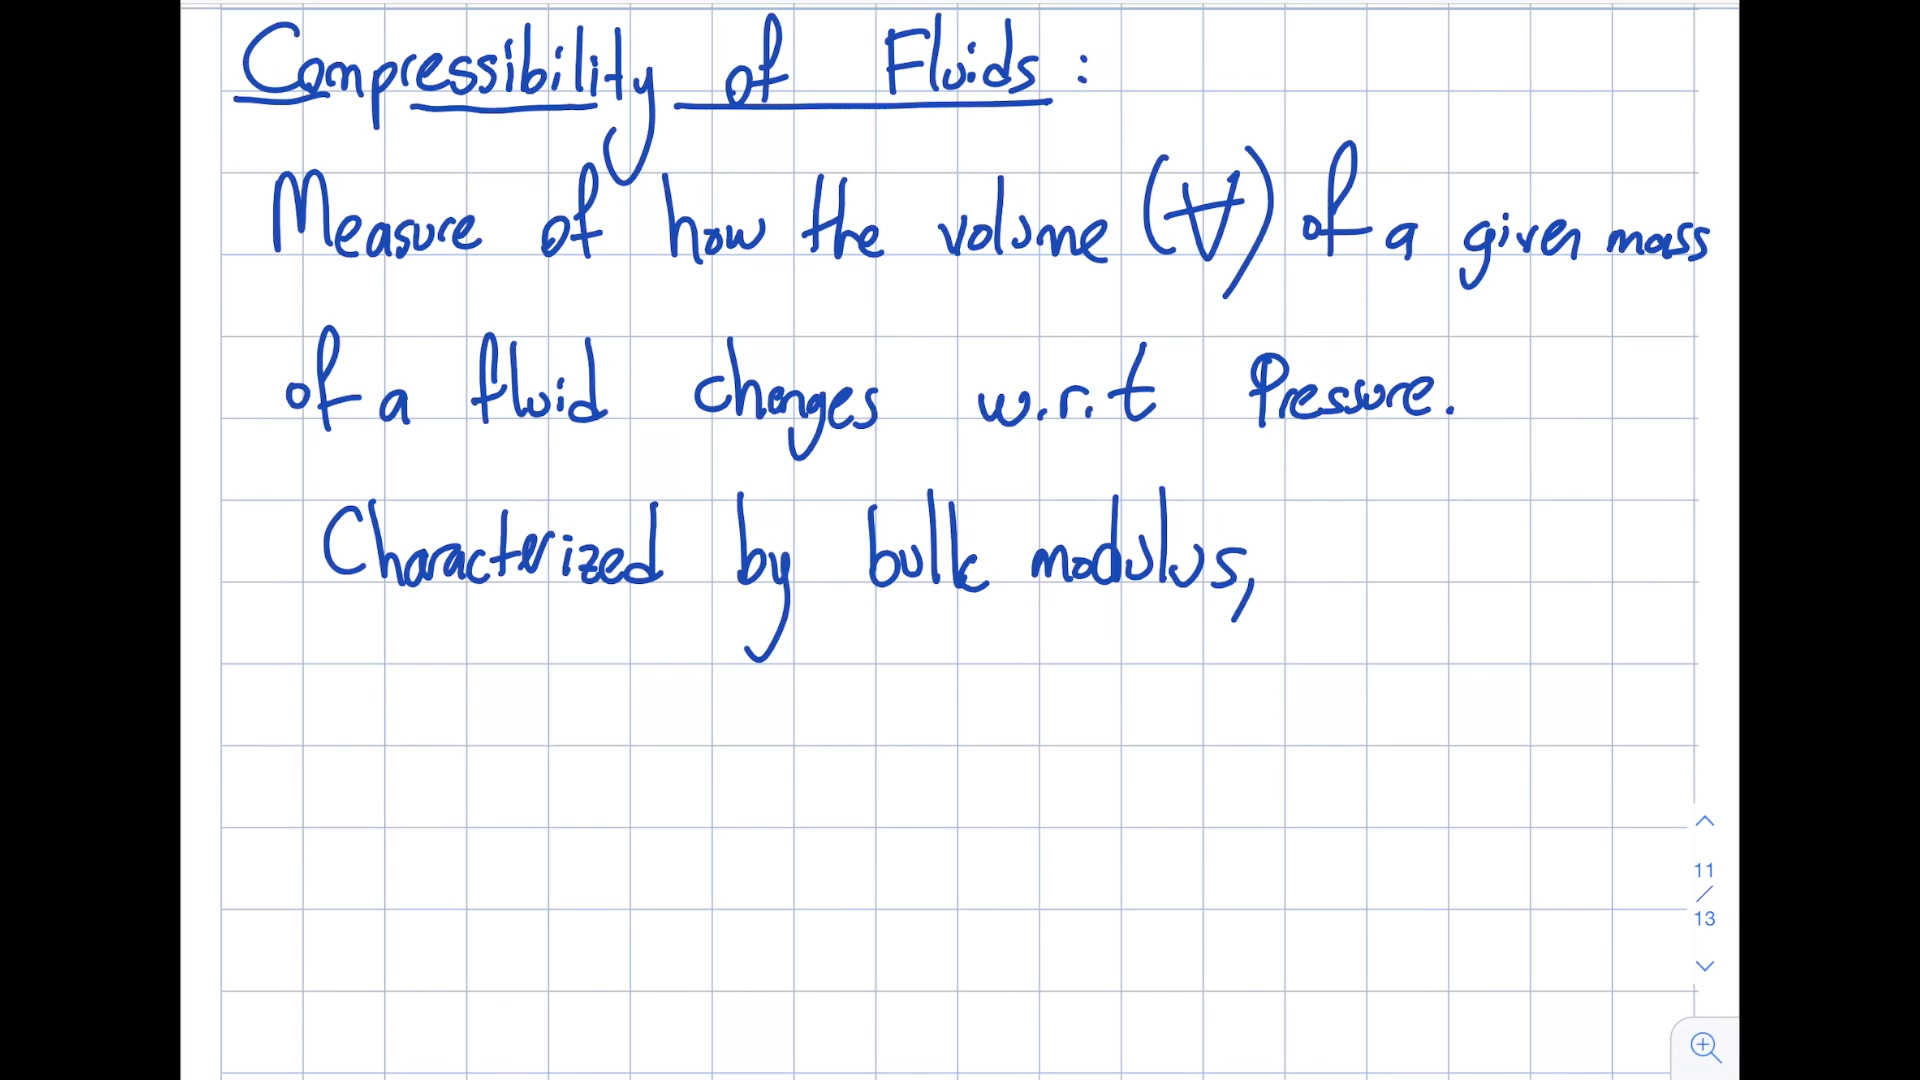 Compressibility of Fluids :
Measure of how the volume (V) of a given mass
of a fluid changes w.r.t Pressure.
Characterized by bulk modulus,
11
/
13